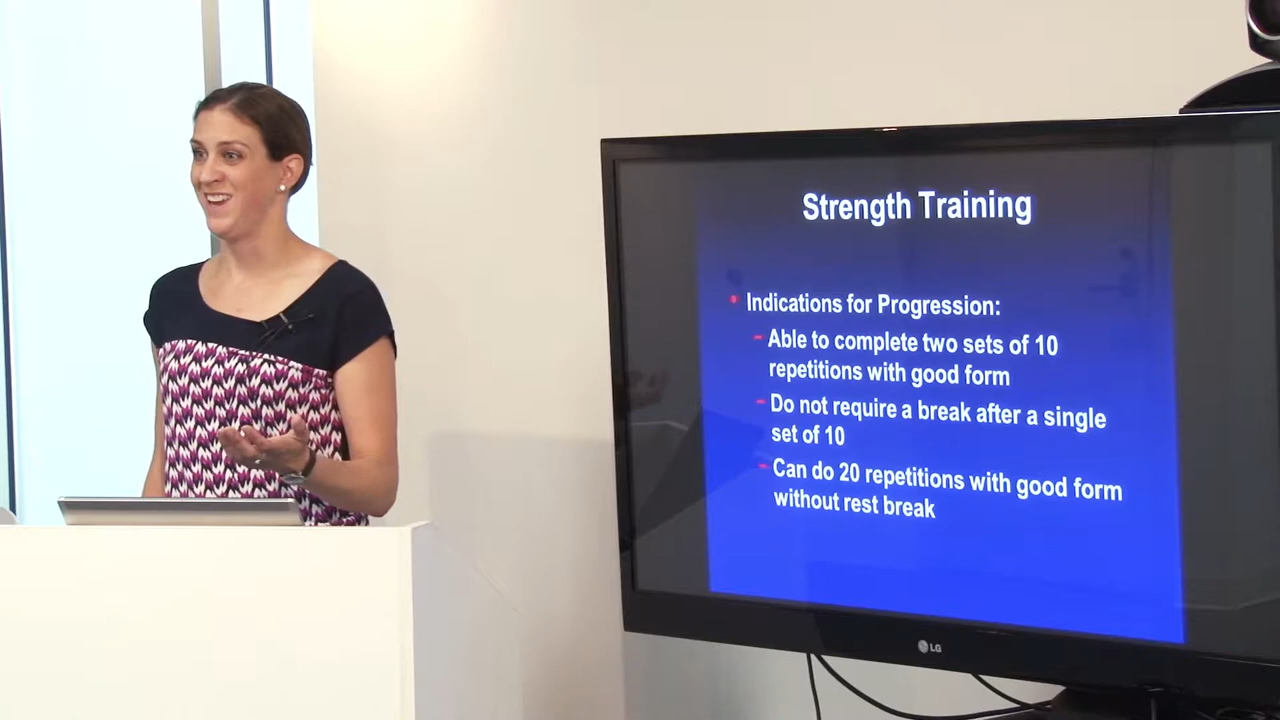 Strength Training
• Indications for Progression:
- Able to complete two sets of 10
repetitions with good form
- Do not require a break after a single
set of 10
- Can do 20 repetitions with good form
without rest break
LG